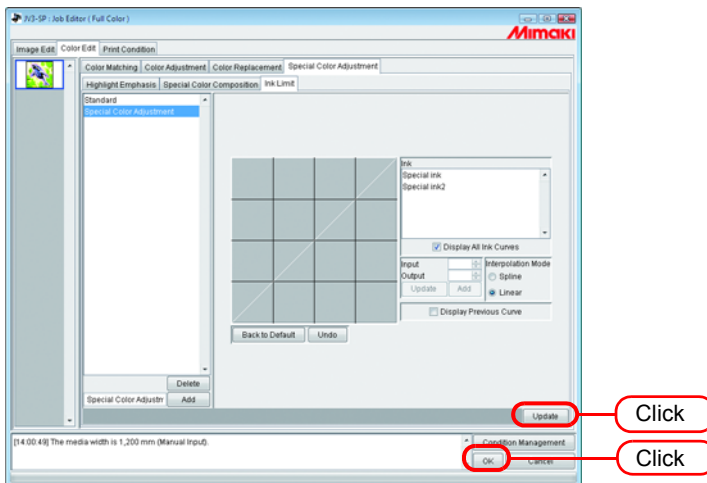 JV3-SP : Job Editor ( Full Color )
Mimaki
Image Edit Color Edit Print Condition
Color Matching Color Adjustment Color Replacement Special Color Adjustment
Highlight Emphasis Special Color Composition Ink Limit
Standard
Special Color Adjustment
Ink
Special ink
Special ink2
Display All Ink Curves
Input
Interpolation Mode
Output
Spline
Update Add
Linear
Display Previous Curve
Back to Default Undo
Delete
Special Color Adjustr Add
Update
Click
[14:00:49] The media width is 1,200 mm (Manual Input).
Condition Management
OK Cancel
Click